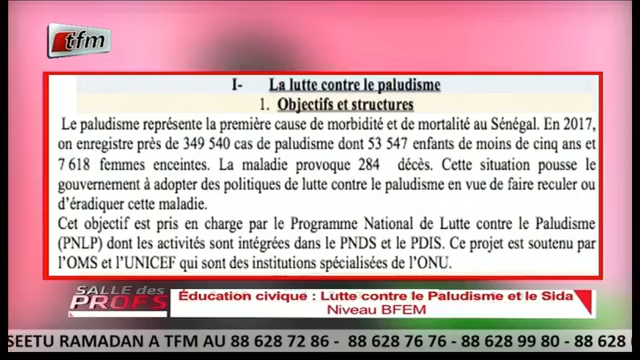 tfm
I- La lutte contre le paludisme
1. Objectifs et structures
Le paludisme représente la première cause de morbidité et de mortalité au Sénégal. En 2017,
on enregistre près de 349 540 cas de paludisme dont 53 547 enfants de moins de cinq ans et
7 618 femmes enceintes. La maladie provoque 284 décès. Cette situation pousse le
gouvernement à adopter des politiques de lutte contre le paludisme en vue de faire reculer ou
d'éradiquer cette maladie.
Cet objectif est pris en charge par le Programme National de Lutte contre le Paludisme
(PNLP) dont les activités sont intégrées dans le PNDS et le PDIS. Ce projet est soutenu par
l'OMS et l'UNICEF qui sont des institutions spécialisées de l'ONU.
SALLE des
PROFS
Éducation civique : Lutte contre le Paludisme et le Sida
Niveau BFEM
SEETU RAMADAN A TFM AU 88 628 72 86 - 88 628 76 76 - 88 628 99 80 - 88 628